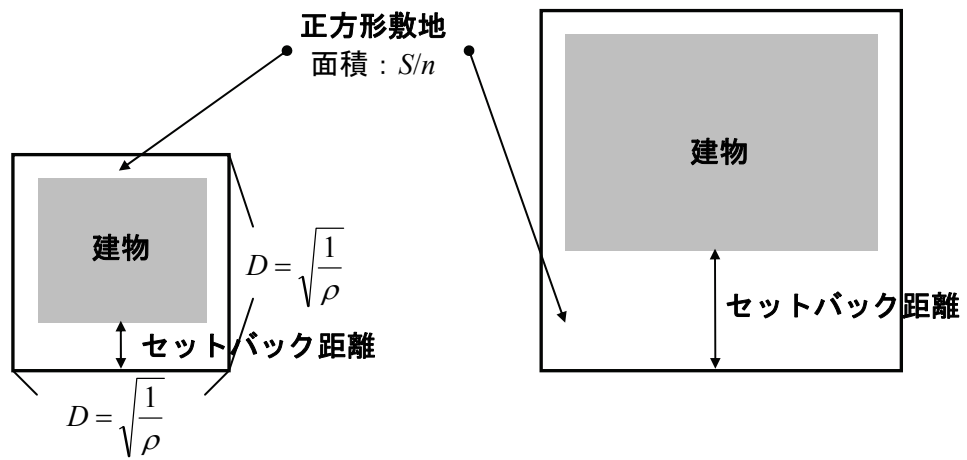 正方形敷地
面積：S/n
建物
建物
D = √(1/ρ)
セットバック距離
セットバック距離
D = √(1/ρ)